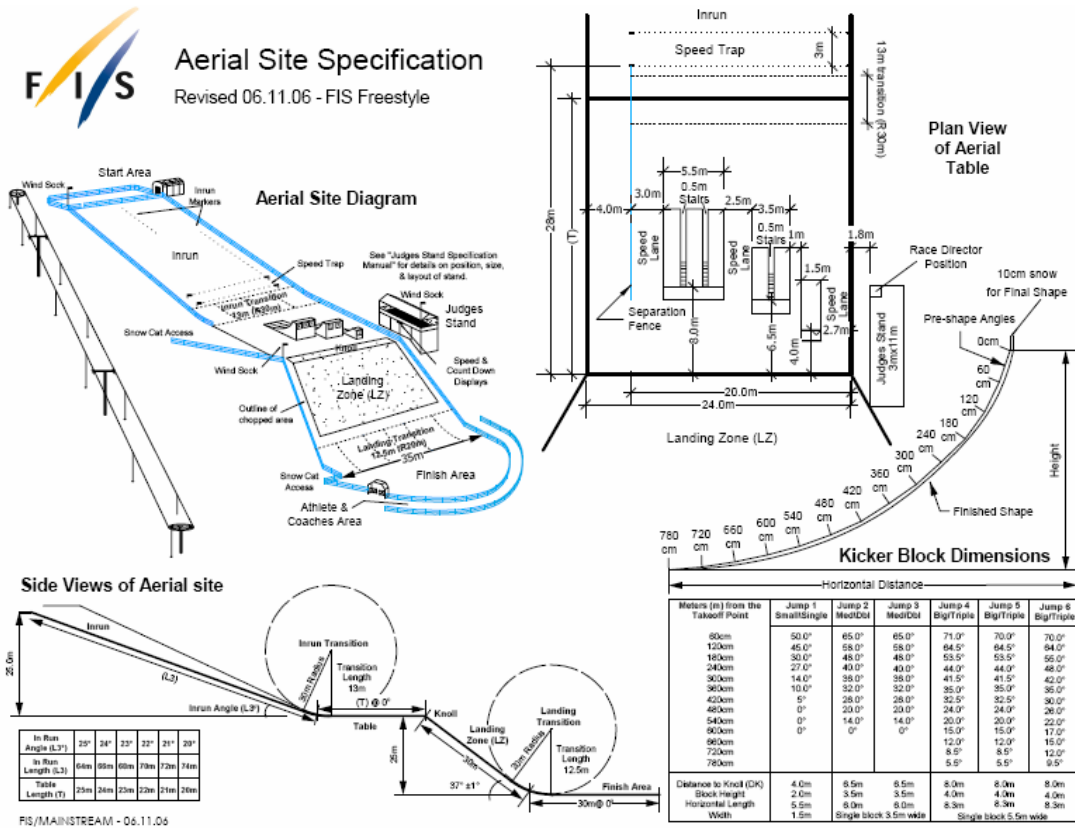 FIS
Aerial Site Specification
Revised 06.11.06 - FIS Freestyle
Aerial Site Diagram
Start Area
Wind Sock
Inrun
Markers
Inrun
Speed Trap
See "Judges Stand Specification
Manual" for details on position, size,
& layout of stand.
Wind Sock
Inrun Transition
13m (R30m)
Judges
Stand
Snow Cat Access
Knoll
Wind Sock
Speed &
Count Down
Displays
Landing
Zone (LZ)
Outline of
chopped area
Landing Transition
12.5m (R20m)
35m
Finish Area
Snow Cat
Access
Athlete &
Coaches Area
Plan View
of Aerial
Table
Inrun
Speed Trap
3m
13m transition (R30m)
28m
(T)
5.5m
0.5m
Stairs
3.0m
4.0m
2.5m
3.5m
0.5m
Stairs
1m
1.8m
1.5m
Speed
Lane
Speed
Lane
Speed
Lane
2.7m
Separation
Fence
8.0m
6.5m
4.0m
20.0m
24.0m
Landing Zone (LZ)
Race Director
Position
Judges Stand
3mx11m
10cm snow
for Final Shape
Pre-shape Angles
0cm
60
cm
120
cm
180
cm
240
cm
300
cm
360
cm
420
cm
480
cm
540
cm
600
cm
660
cm
720
cm
780
cm
Height
Finished Shape
Kicker Block Dimensions
Horizontal Distance
Side Views of Aerial site
Inrun
25.0m
(L3)
Inrun Angle (L3°)
Inrun Transition
30m Radius
Transition
Length
13m
(T) @ 0°
Table
Knoll
25m
Landing
Zone (LZ)
30m
37° ±1°
Landing
Transition
20m Radius
Transition
Length
12.5m
Finish Area
30m@ 0°
In Run Angle (L3°) 25° 24° 23° 22° 21° 20°
In Run Length (L3) 64m 66m 68m 70m 72m 74m
Table Length (T) 25m 24m 23m 22m 21m 20m
FIS/MAINSTREAM - 06.11.06
Meters (m) from the Takeoff Point Jump 1 Small/Single Jump 2 Med/Dbl Jump 3 Med/Dbl Jump 4 Big/Triple Jump 5 Big/Triple Jump 6 Big/Triple
60cm 50.0° 65.0° 65.0° 71.0° 70.0° 70.0°
120cm 45.0° 58.0° 58.0° 64.5° 64.5° 64.0°
180cm 30.0° 48.0° 48.0° 53.5° 53.5° 55.0°
240cm 27.0° 40.0° 40.0° 44.0° 44.0° 48.0°
300cm 14.0° 36.0° 36.0° 41.5° 41.5° 42.0°
360cm 10.0° 32.0° 32.0° 35.0° 35.0° 35.0°
420cm 5° 26.0° 26.0° 32.5° 32.5° 30.0°
480cm 0° 20.0° 20.0° 24.0° 24.0° 26.0°
540cm 0° 14.0° 14.0° 20.0° 20.0° 22.0°
600cm 0° 0° 0° 15.0° 15.0° 17.0°
660cm 12.0° 12.0° 15.0°
720cm 8.5° 8.5° 12.0°
780cm 5.5° 5.5° 9.5°
Distance to Knoll (DK) 4.0m 6.5m 6.5m 8.0m 8.0m 8.0m
Block Height 2.0m 3.5m 3.5m 4.0m 4.0m 4.0m
Horizontal Length 5.5m 6.0m 6.0m 8.3m 8.3m 8.3m
Width 1.5m Single block 3.5m wide Single block 5.5m wide